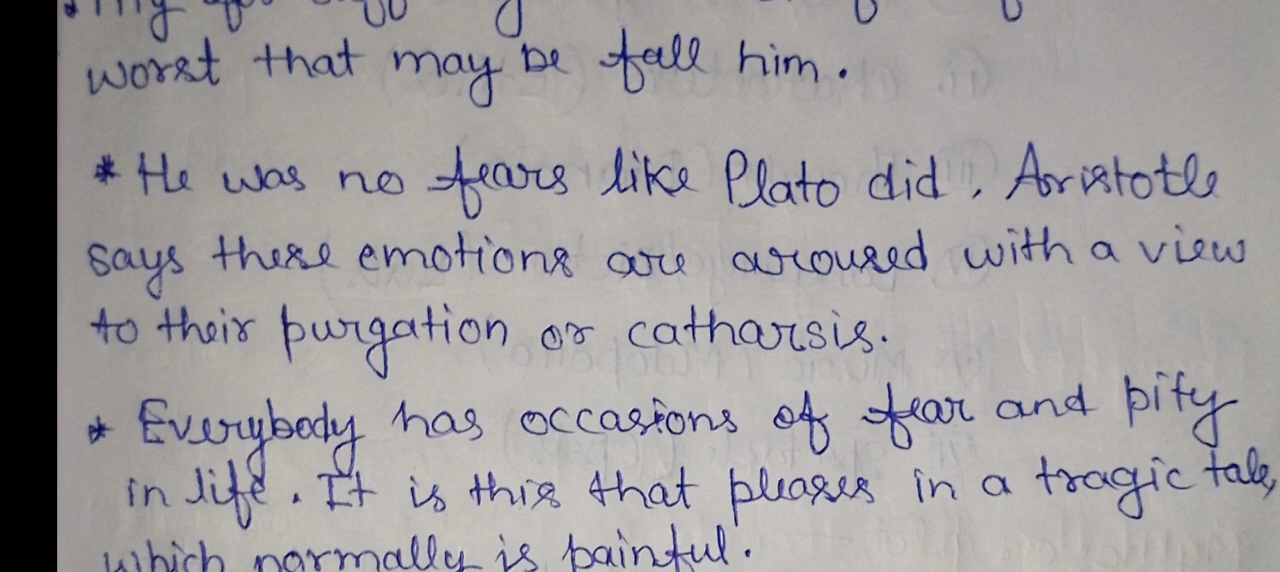 worst that may be fall him.
* He was no fears like Plato did. Aristotle
says these emotions are aroused with a view
to their purgation or catharsis.
* Everybody has occasions of fear and pity
in life. It is this that pleases in a tragic tale,
which normally is painful.